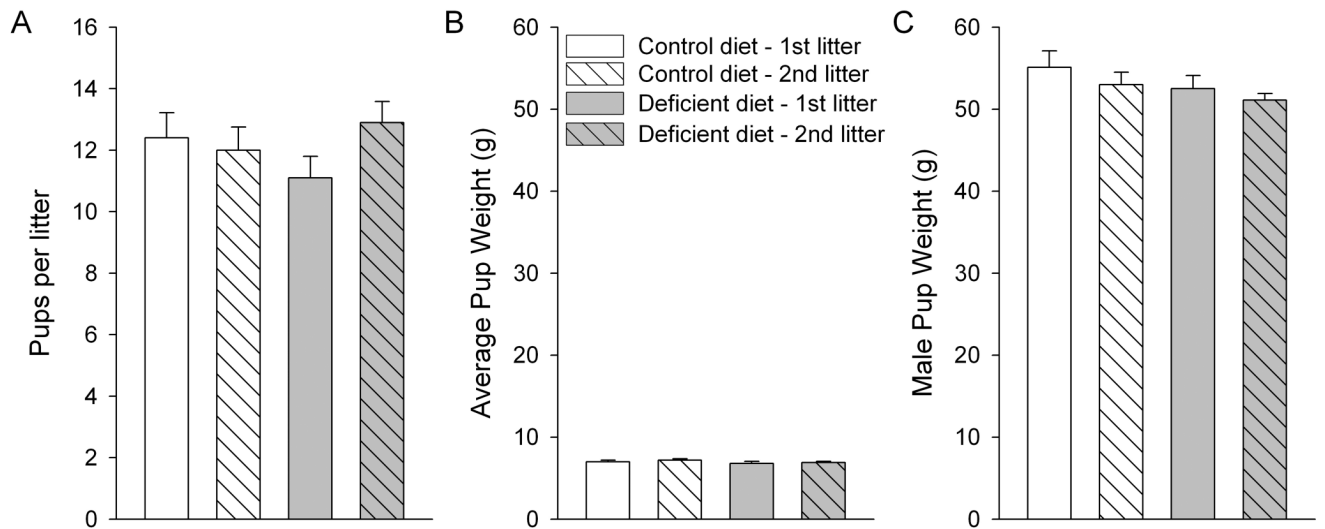 A
Pups per litter
16
14
12
10
8
6
4
2
0
B
Average Pup Weight (g)
60
50
40
30
20
10
0
Control diet - 1st litter
Control diet - 2nd litter
Deficient diet - 1st litter
Deficient diet - 2nd litter
C
Male Pup Weight (g)
60
50
40
30
20
10
0